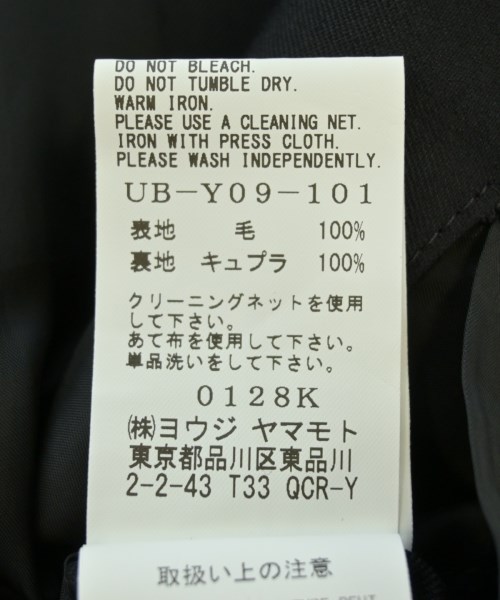 DO NOT BLEACH.
DO NOT TUMBLE DRY.
WARM IRON.
PLEASE USE A CLEANING NET.
IRON WITH PRESS CLOTH.
PLEASE WASH INDEPENDENTLY.
UB-Y09-101
表地 毛 100%
裏地 キュプラ 100%
クリーニングネットを使用
して下さい。
あて布を使用して下さい。
単品洗いをして下さい。
0128K
㈱ヨウジ ヤマモト
東京都品川区東品川
2-2-43 T33 QCR-Y
取扱い上の注意